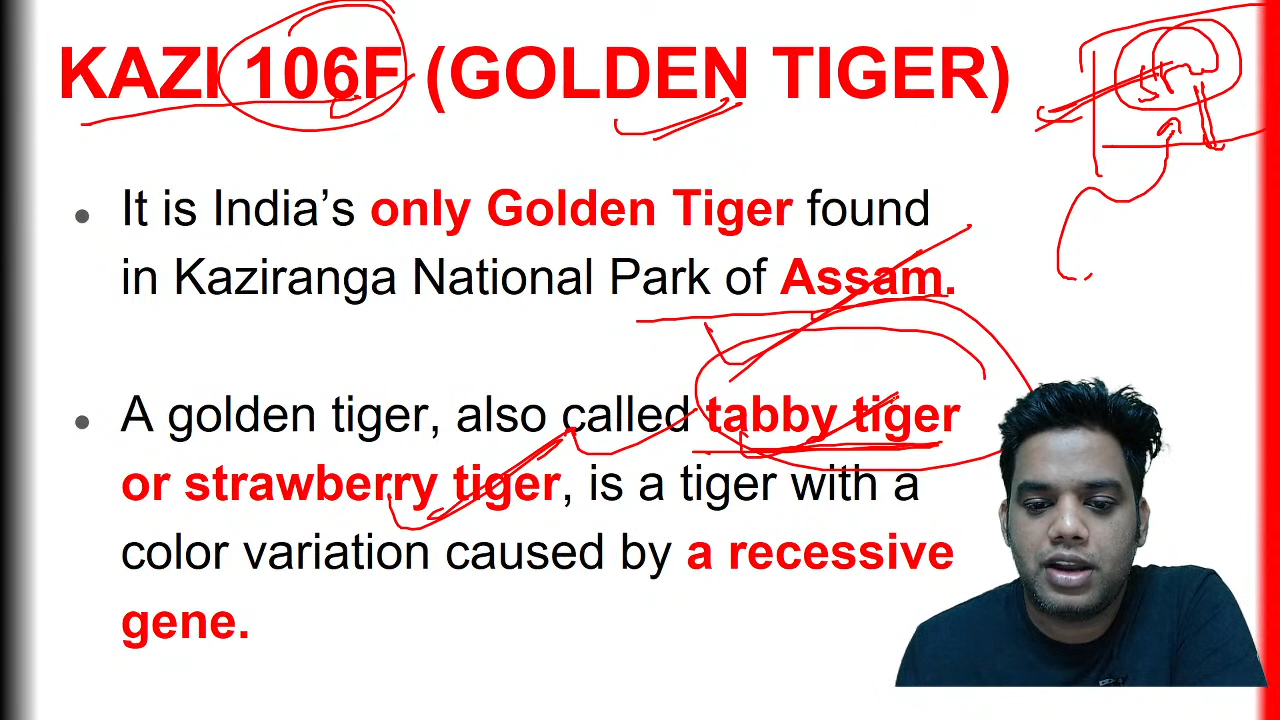 KAZI 106F (GOLDEN TIGER)
• It is India’s only Golden Tiger found
in Kaziranga National Park of Assam.
• A golden tiger, also called tabby tiger
or strawberry tiger, is a tiger with a
color variation caused by a recessive
gene.